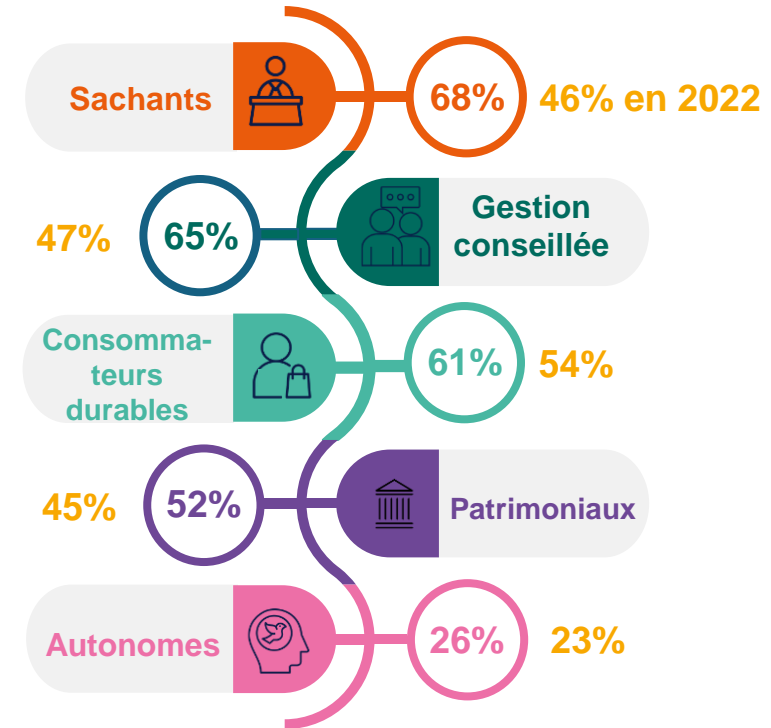 Sachants
68%
46% en 2022
47%
65%
Gestion
conseillée
Consomma-
teurs
durables
61%
54%
45%
52%
Patrimoniaux
Autonomes
26%
23%